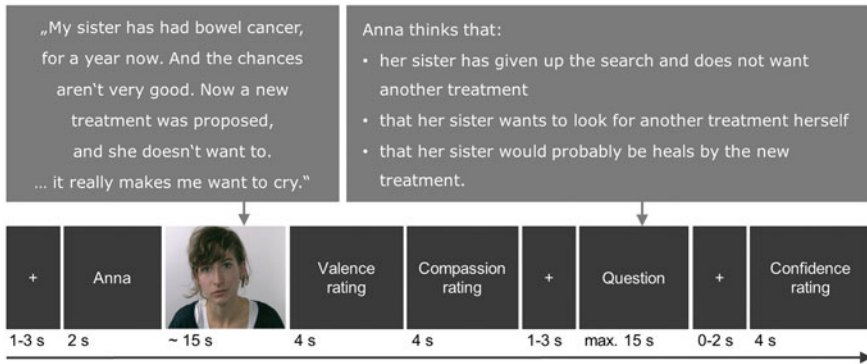 „My sister has had bowel cancer,
for a year now. And the chances
aren't very good. Now a new
treatment was proposed,
and she doesn't want to.
... it really makes me want to cry.“
Anna thinks that:
• her sister has given up the search and does not want
another treatment
• that her sister wants to look for another treatment herself
• that her sister would probably be heals by the new
treatment.
+
Anna
Valence
rating
Compassion
rating
+
Question
+
Confidence
rating
1-3 s
2 s
~ 15 s
4 s
4 s
1-3 s
max. 15 s
0-2 s
4 s